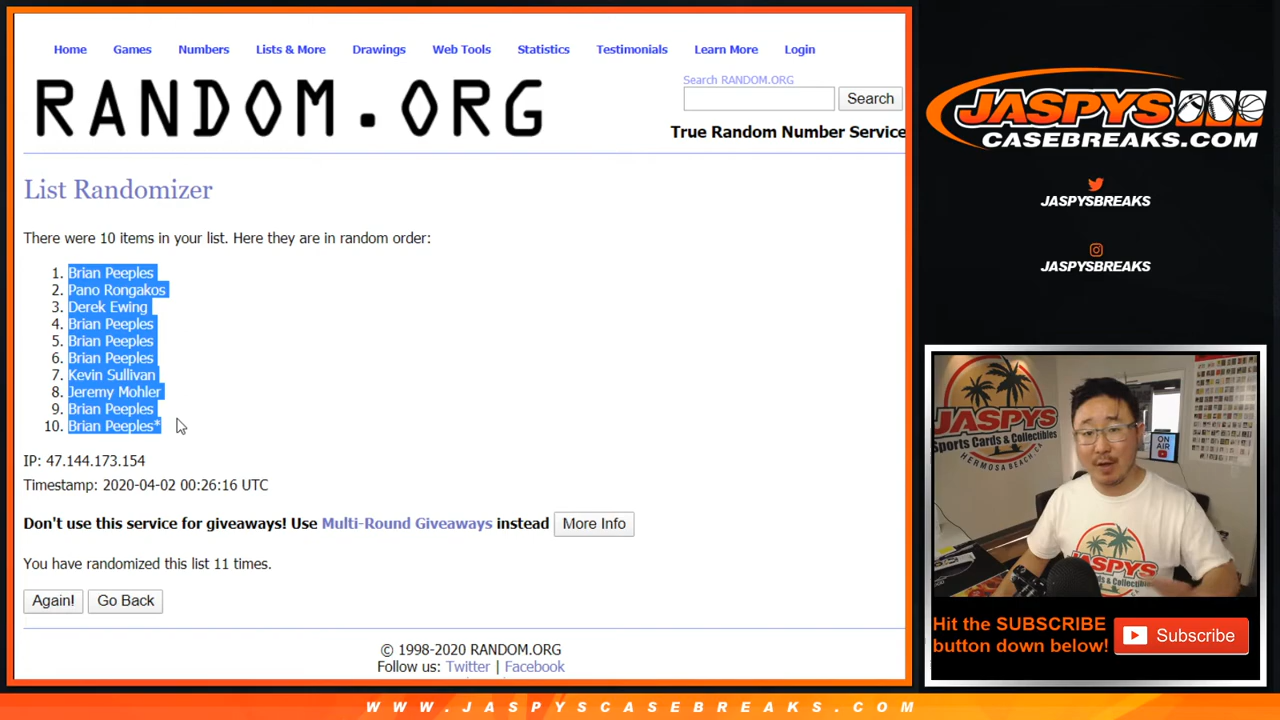 Home Games Numbers Lists & More Drawings Web Tools Statistics Testimonials Learn More Login
Search RANDOM.ORG
RANDOM.ORG
Search
True Random Number Service
List Randomizer
There were 10 items in your list. Here they are in random order:
1. Brian Peeples
2. Pano Rongakos
3. Derek Ewing
4. Brian Peeples
5. Brian Peeples
6. Brian Peeples
7. Kevin Sullivan
8. Jeremy Mohler
9. Brian Peeples
10. Brian Peeples*
IP: 47.144.173.154
Timestamp: 2020-04-02 00:26:16 UTC
Don't use this service for giveaways! Use Multi-Round Giveaways instead More Info
You have randomized this list 11 times.
Again! Go Back
© 1998-2020 RANDOM.ORG
Follow us: Twitter | Facebook
JASPYS
CASEBREAKS.COM
JASPYSBREAKS
JASPYSBREAKS
JASPYS
Sports Cards & Collectibles
HERMOSA BEACH, CA
ON AIR
JASPYS
Hit the SUBSCRIBE
button down below!
Subscribe
WWW.JASPYSCASEBREAKS.COM